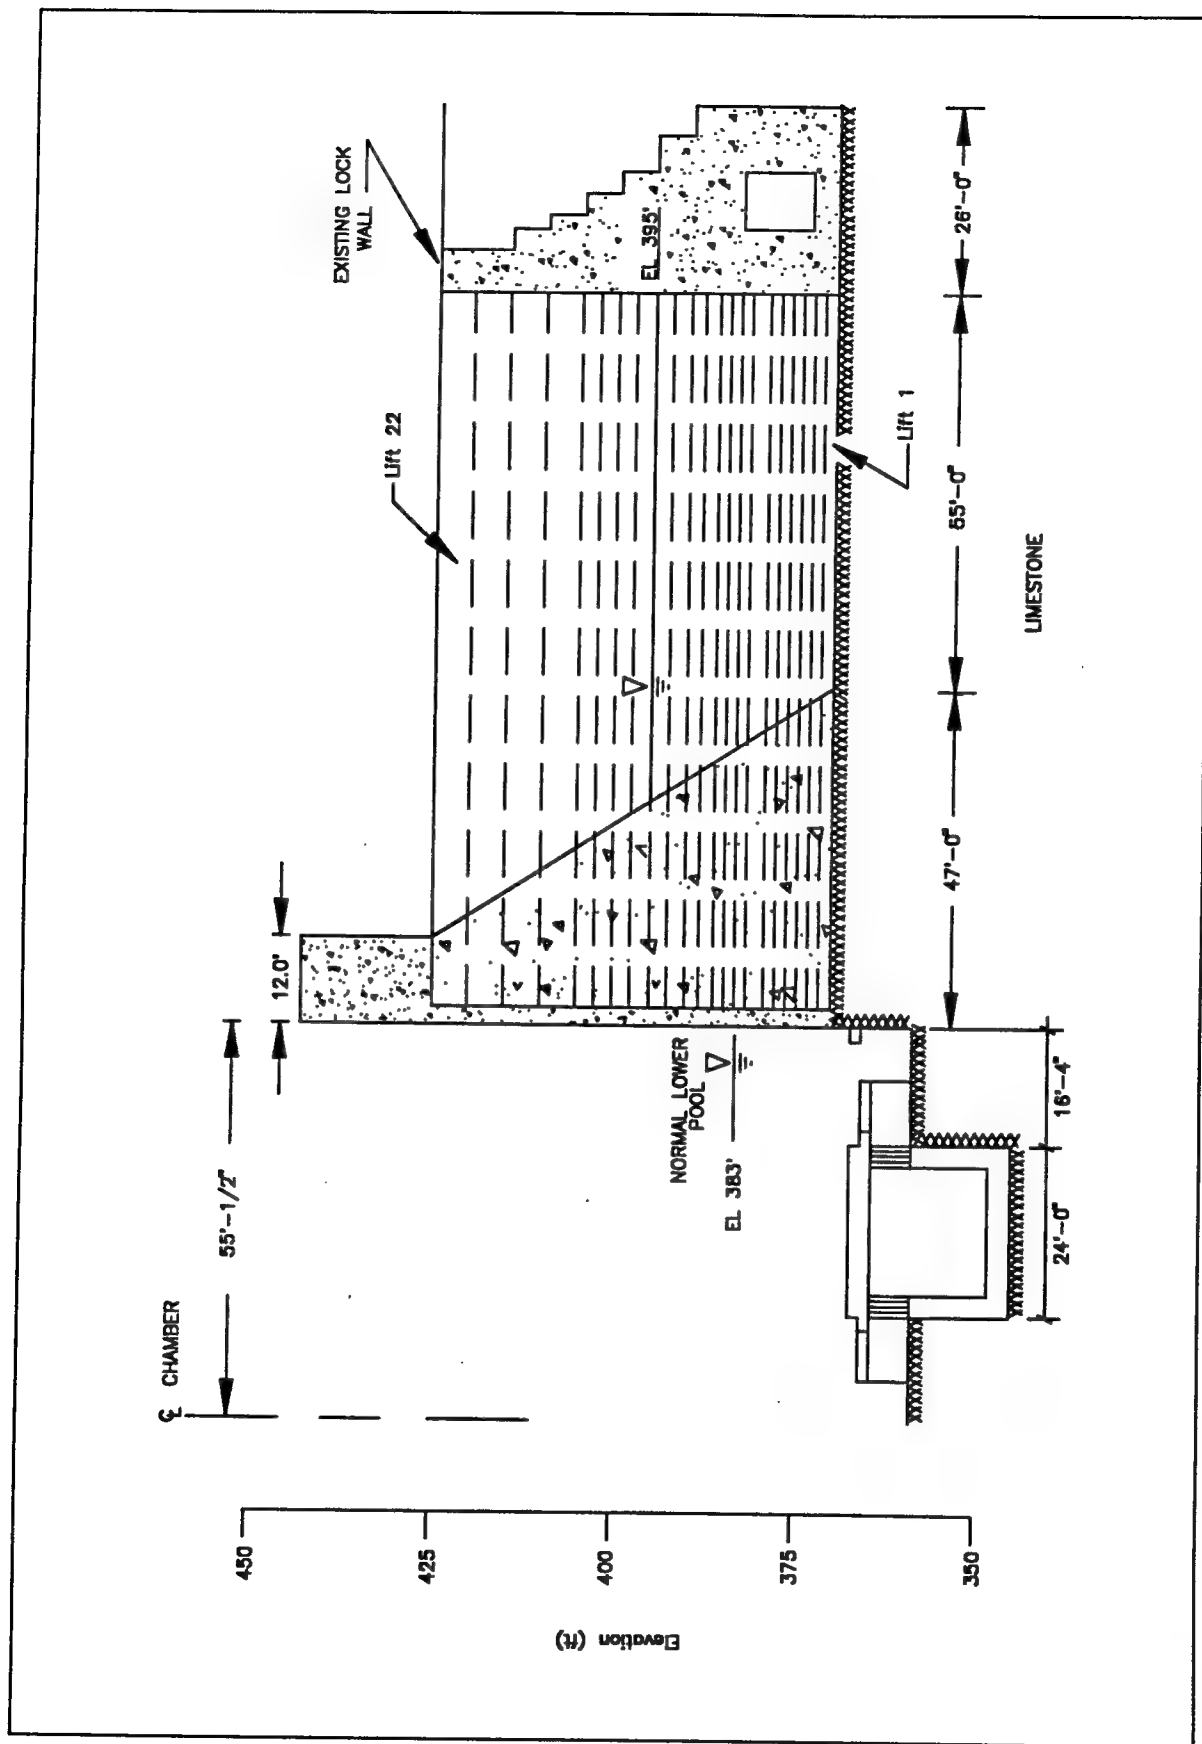 ℄ CHAMBER
55'-1/2"
12.0'
450
425
400
375
350
Elevation (ft)
EXISTING LOCK
WALL
Lift 22
EL 395'
NORMAL LOWER
POOL
EL 383'
Lift 1
47'-0"
55'-0"
26'-0"
LIMESTONE
24'-0"
16'-4"